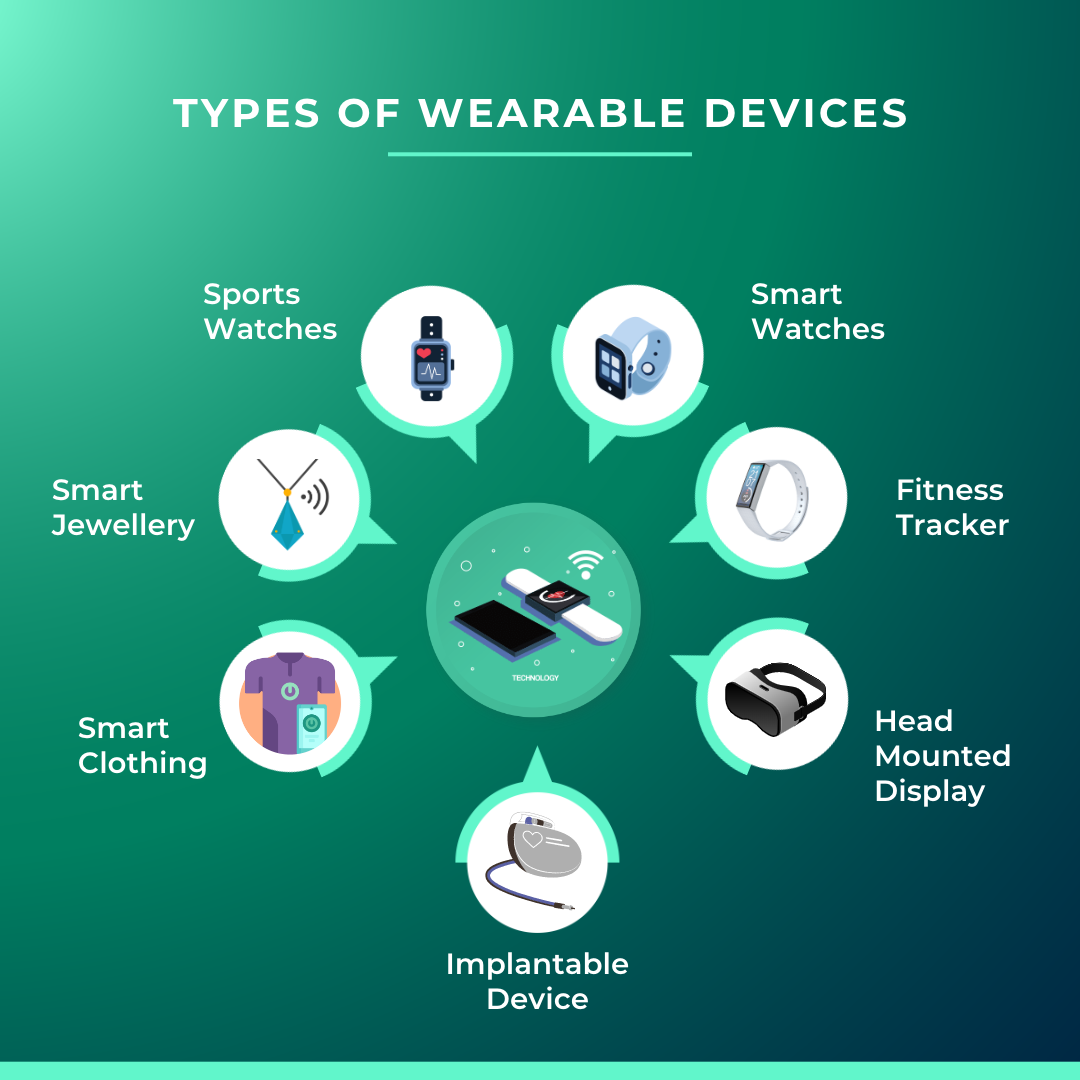 TYPES OF WEARABLE DEVICES
Sports
Watches
Smart
Watches
Smart
Jewellery
Fitness
Tracker
TECHNOLOGY
Smart
Clothing
Head
Mounted
Display
Implantable
Device